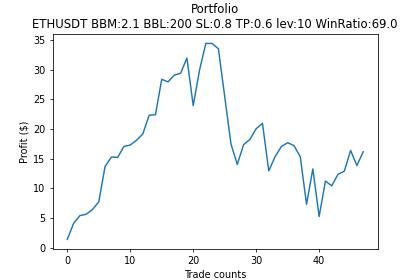 Portfolio
ETHUSDT BBM:2.1 BBL:200 SL:0.8 TP:0.6 lev:10 WinRatio:69.0
35
30
25
20
15
10
5
0
Profit ($)
0 10 20 30 40
Trade counts